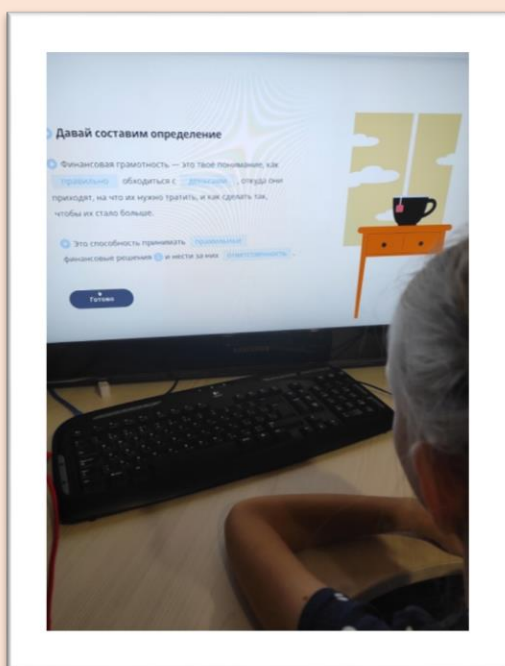 Давай составим определение
Финансовая грамотность — это твоё понимание, как
правильно обходиться с деньгами , откуда они
приходят, на что их нужно тратить, и как сделать так,
чтобы их стало больше.
Это способность принимать правильные
финансовые решения и нести за них ответственность .
Готово